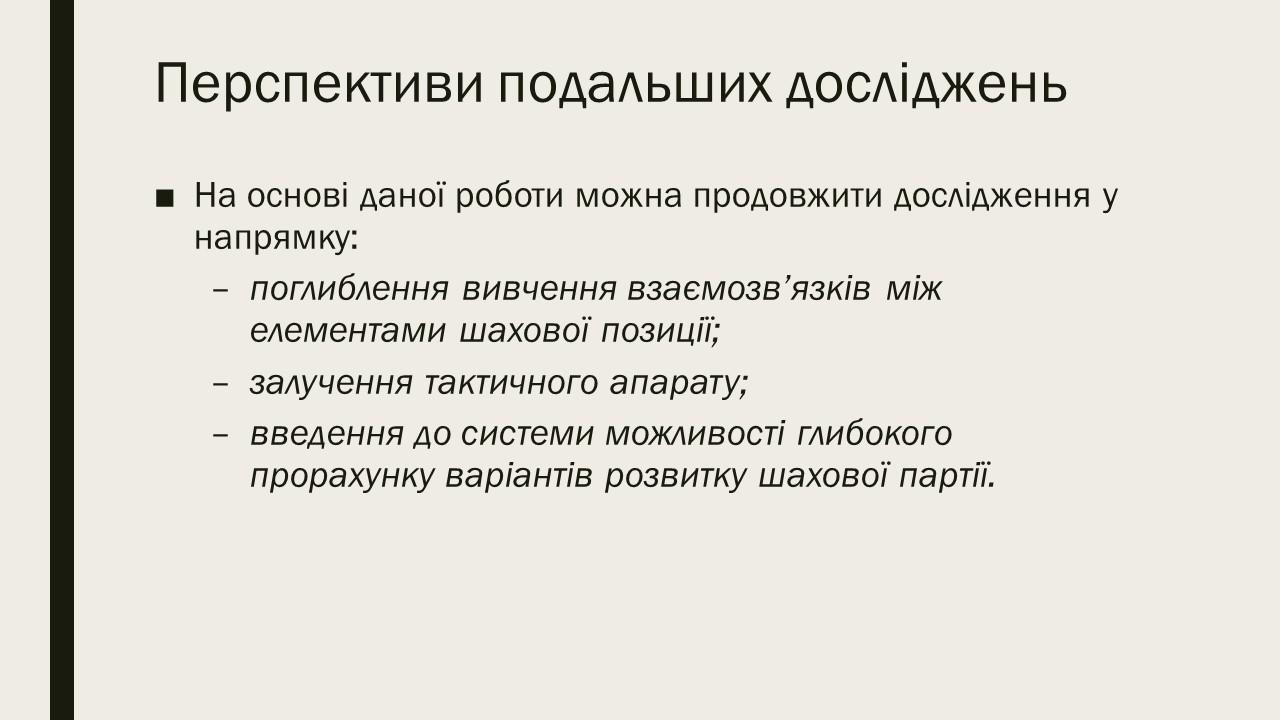 Перспективи подальших досліджень
■ На основі даної роботи можна продовжити дослідження у
напрямку:
– поглиблення вивчення взаємозв’язків між
елементами шахової позиції;
– залучення тактичного апарату;
– введення до системи можливості глибокого
прорахунку варіантів розвитку шахової партії.